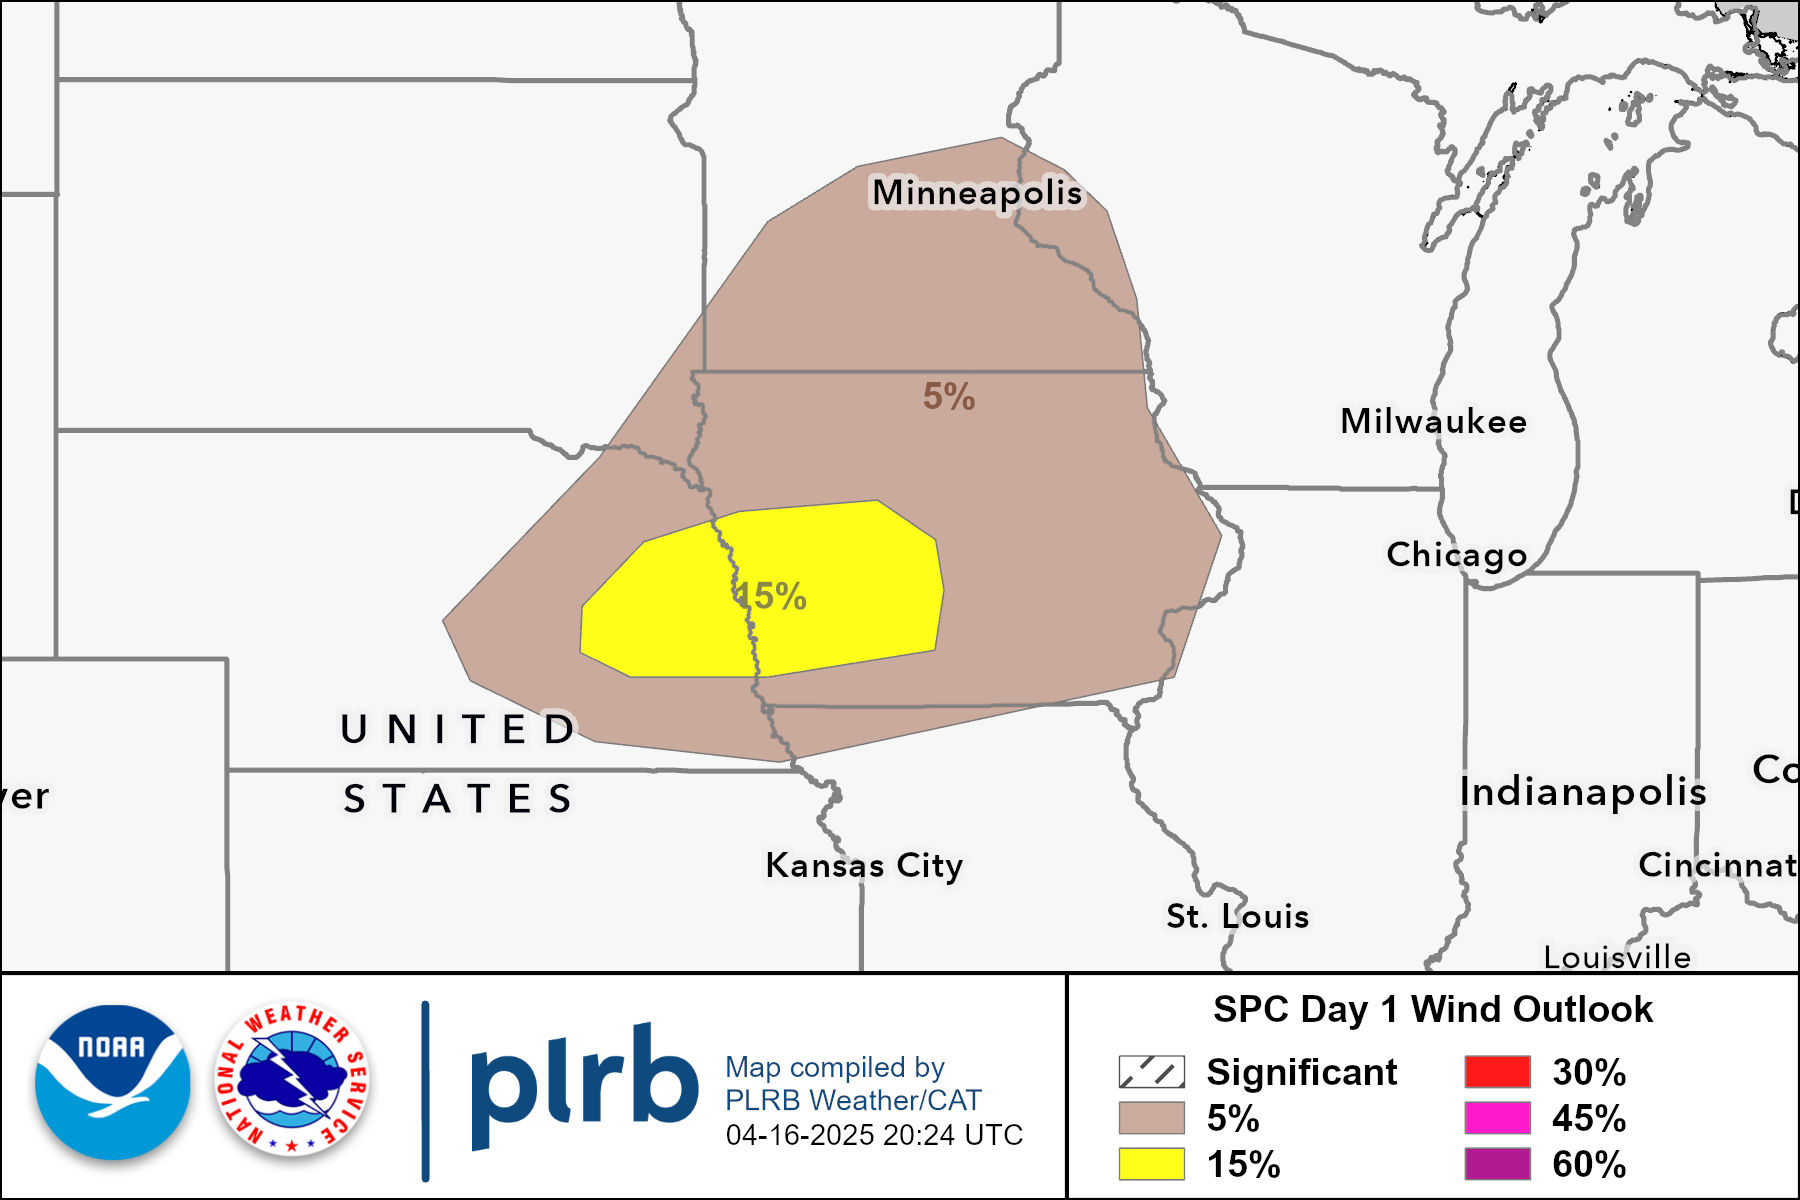 Minneapolis
5%
Milwaukee
Chicago
15%
UNITED
STATES
Indianapolis
Kansas City
St. Louis
Louisville
NOAA
NATIONAL WEATHER SERVICE
plrb
Map compiled by
PLRB Weather/CAT
04-16-2025 20:24 UTC
SPC Day 1 Wind Outlook
Significant
5%
15%
30%
45%
60%
ver
Co
Cincinnat
D